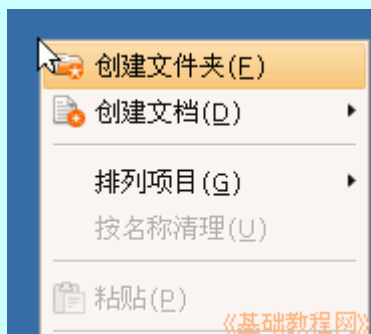 创建文件夹(F)
创建文档(D)
排列项目(G)
按名称清理(U)
粘贴(P)
《基础教程网》